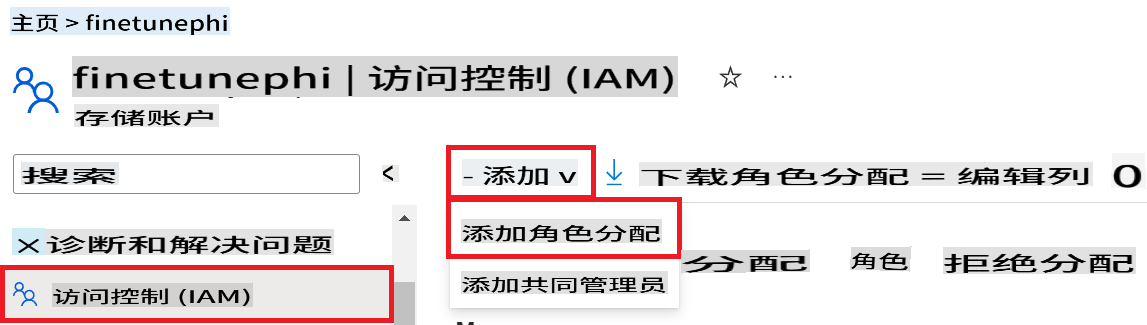 主页 > finetunephi
finetunephi | 访问控制 (IAM) ☆ ...
存储账户
搜索 <
- 添加 v 下载角色分配 = 编辑列 O
添加角色分配
添加共同管理员
分配 角色 拒绝分配
×诊断和解决问题
访问控制 (IAM)